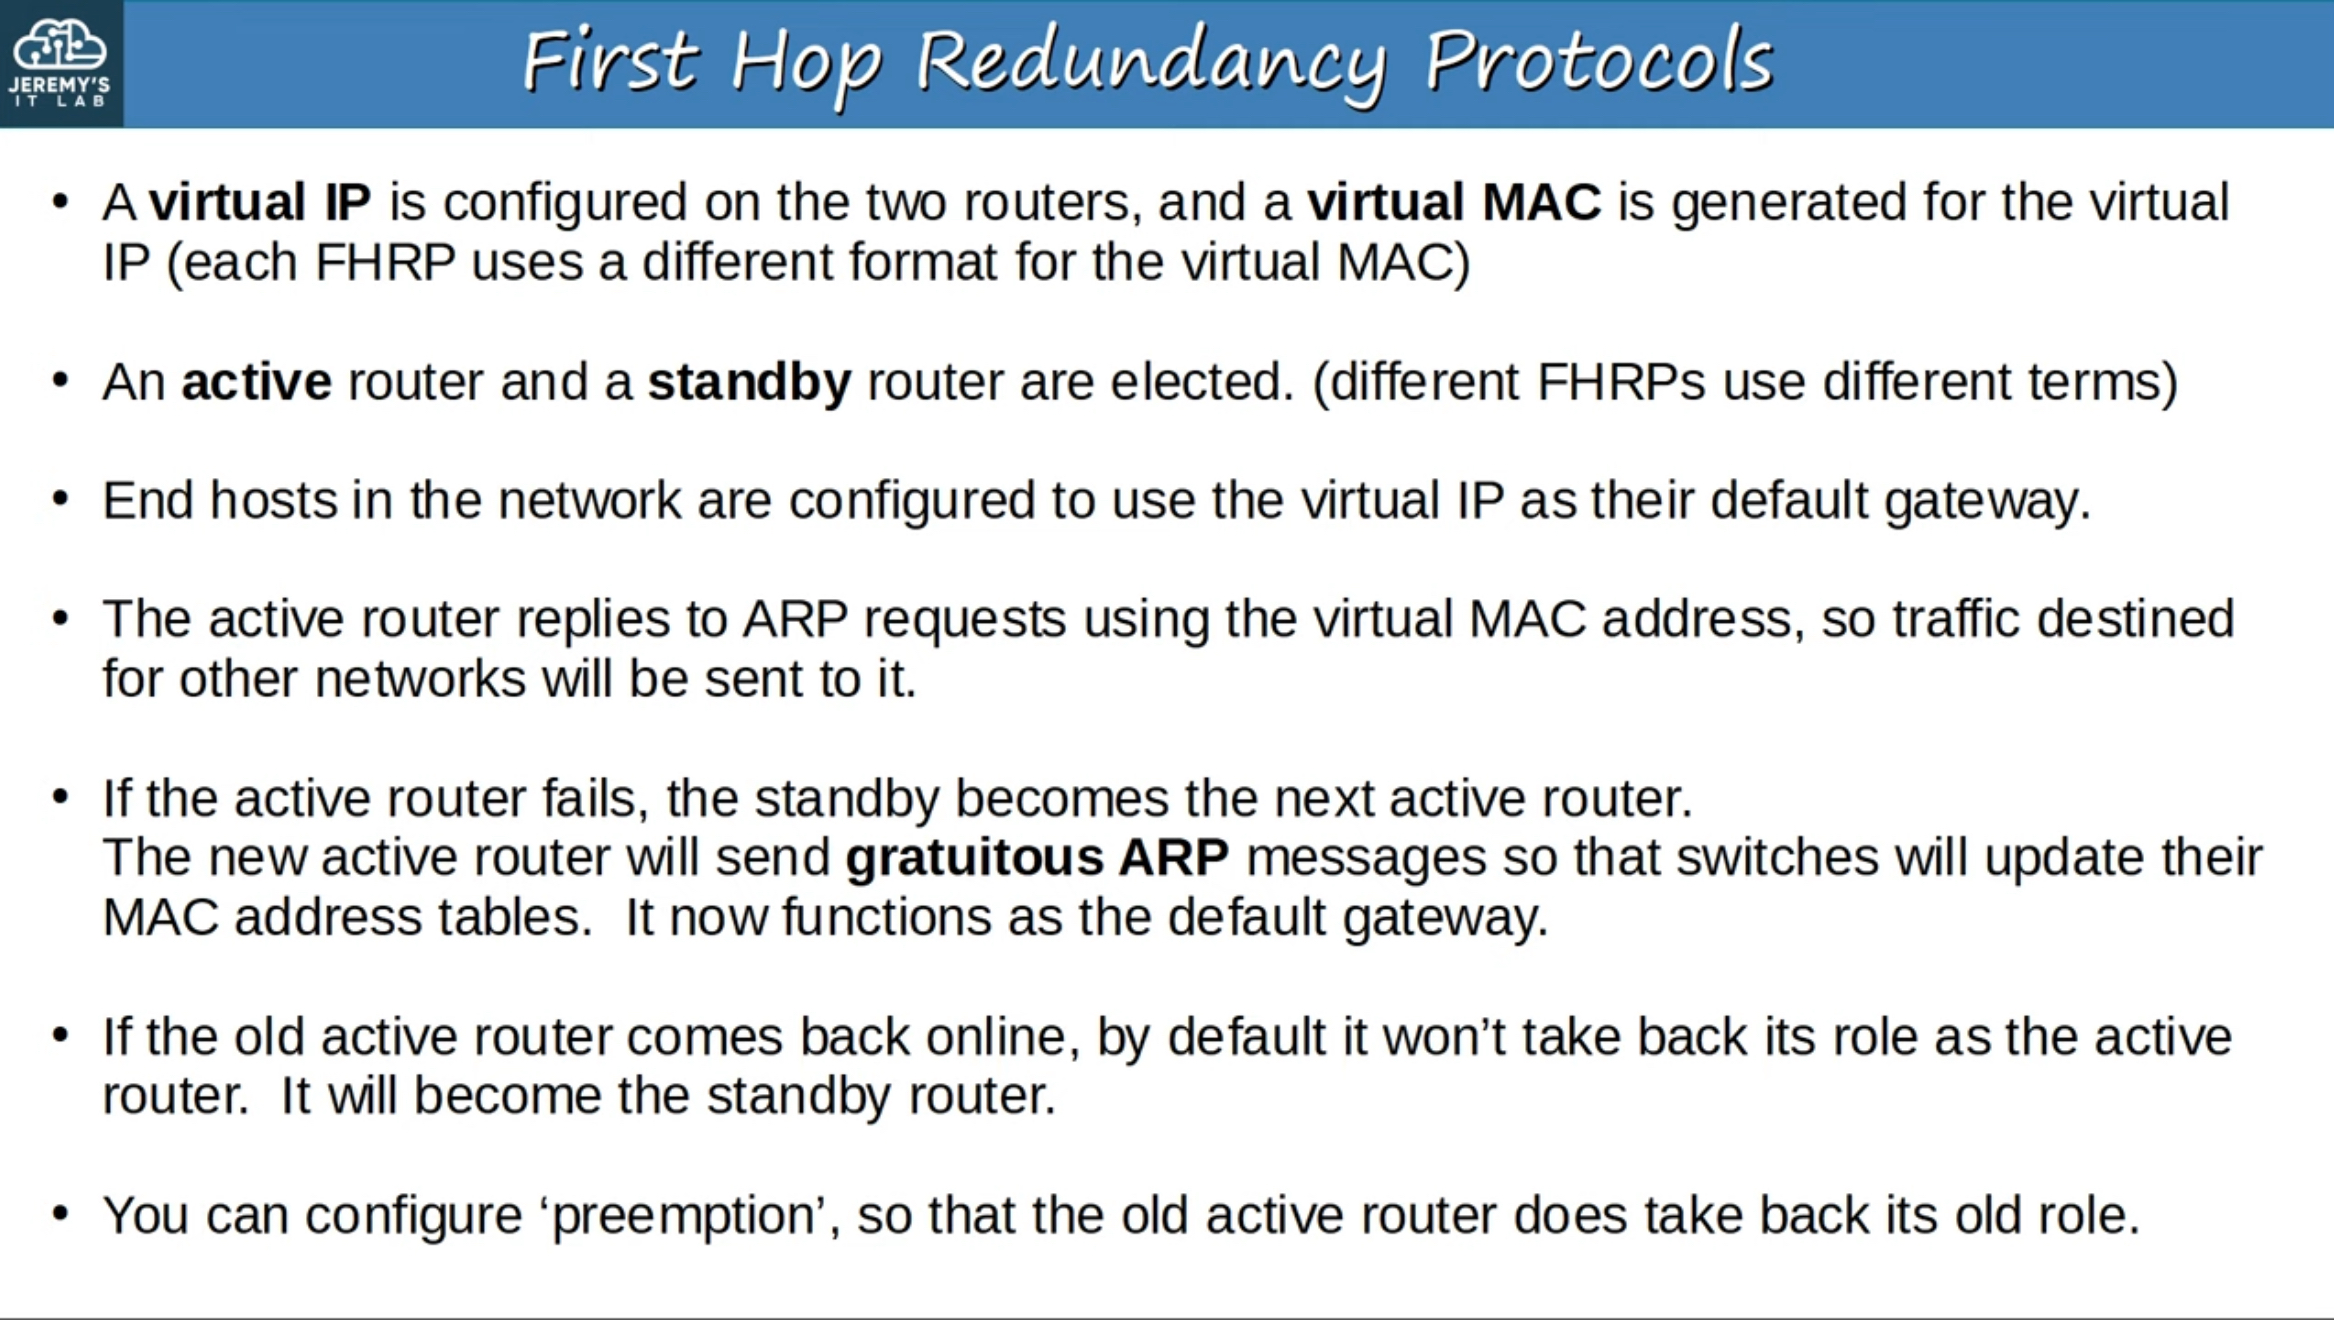 JEREMY'S
IT LAB
First Hop Redundancy Protocols
• A virtual IP is configured on the two routers, and a virtual MAC is generated for the virtual
IP (each FHRP uses a different format for the virtual MAC)
• An active router and a standby router are elected. (different FHRPs use different terms)
• End hosts in the network are configured to use the virtual IP as their default gateway.
• The active router replies to ARP requests using the virtual MAC address, so traffic destined
for other networks will be sent to it.
• If the active router fails, the standby becomes the next active router.
The new active router will send gratuitous ARP messages so that switches will update their
MAC address tables.  It now functions as the default gateway.
• If the old active router comes back online, by default it won’t take back its role as the active
router.  It will become the standby router.
• You can configure ‘preemption’, so that the old active router does take back its old role.